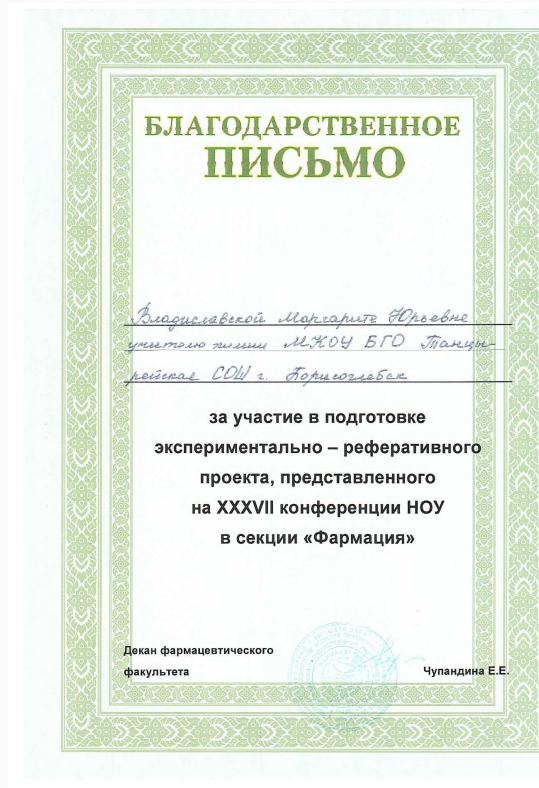 БЛАГОДАРСТВЕННОЕ
ПИСЬМО
Владиславской Маргарите Юрьевне
учителю химии МКОУ БГО Танцы-
рейская СОШ г. Борисоглебск
за участие в подготовке
экспериментально – реферативного
проекта, представленного
на XXXVII конференции НОУ
в секции «Фармация»
Декан фармацевтического
факультета
Чупандина Е.Е.